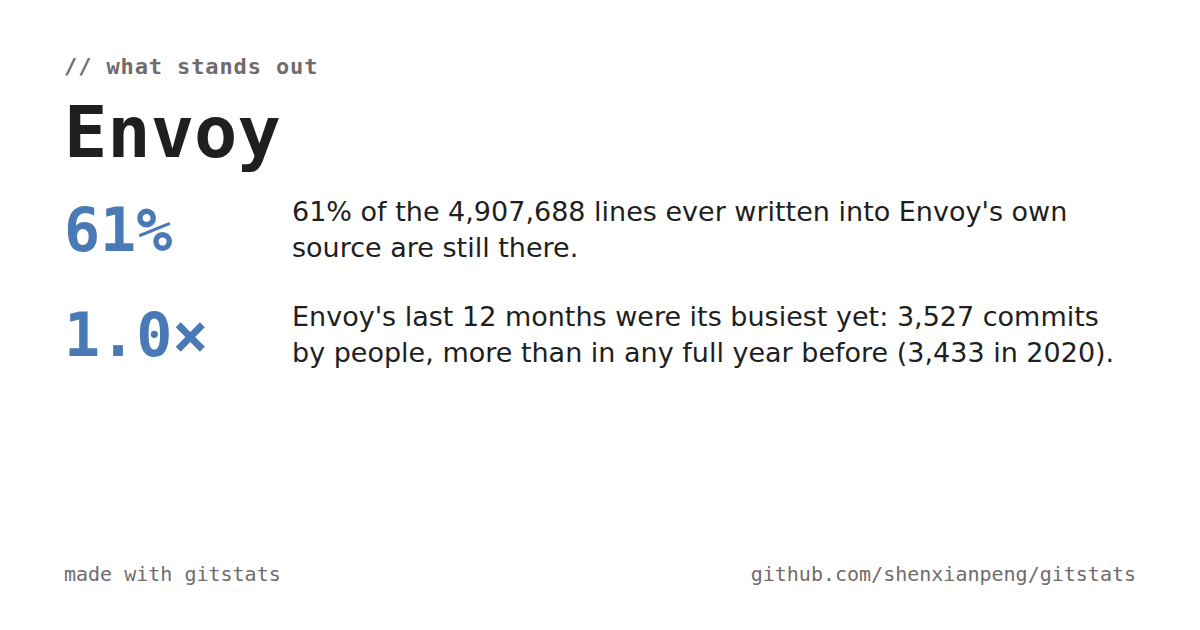 // what stands out
Envoy
61%
61% of the 4,907,688 lines ever written into Envoy's own
source are still there.
1.0×
Envoy's last 12 months were its busiest yet: 3,527 commits
by people, more than in any full year before (3,433 in 2020).
made with gitstats
github.com/shenxianpeng/gitstats